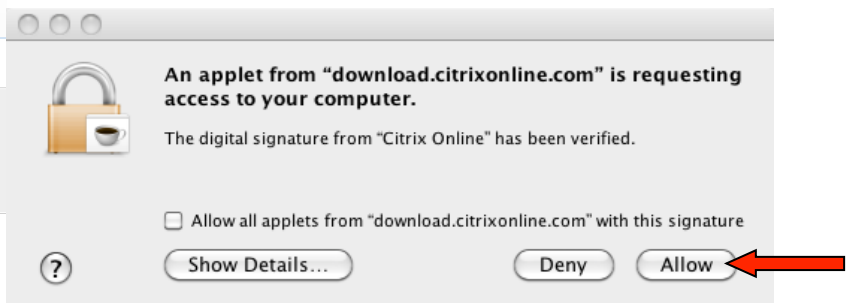 An applet from “download.citrixonline.com” is requesting
access to your computer.
The digital signature from “Citrix Online” has been verified.
Allow all applets from “download.citrixonline.com” with this signature
?
Show Details...
Deny
Allow